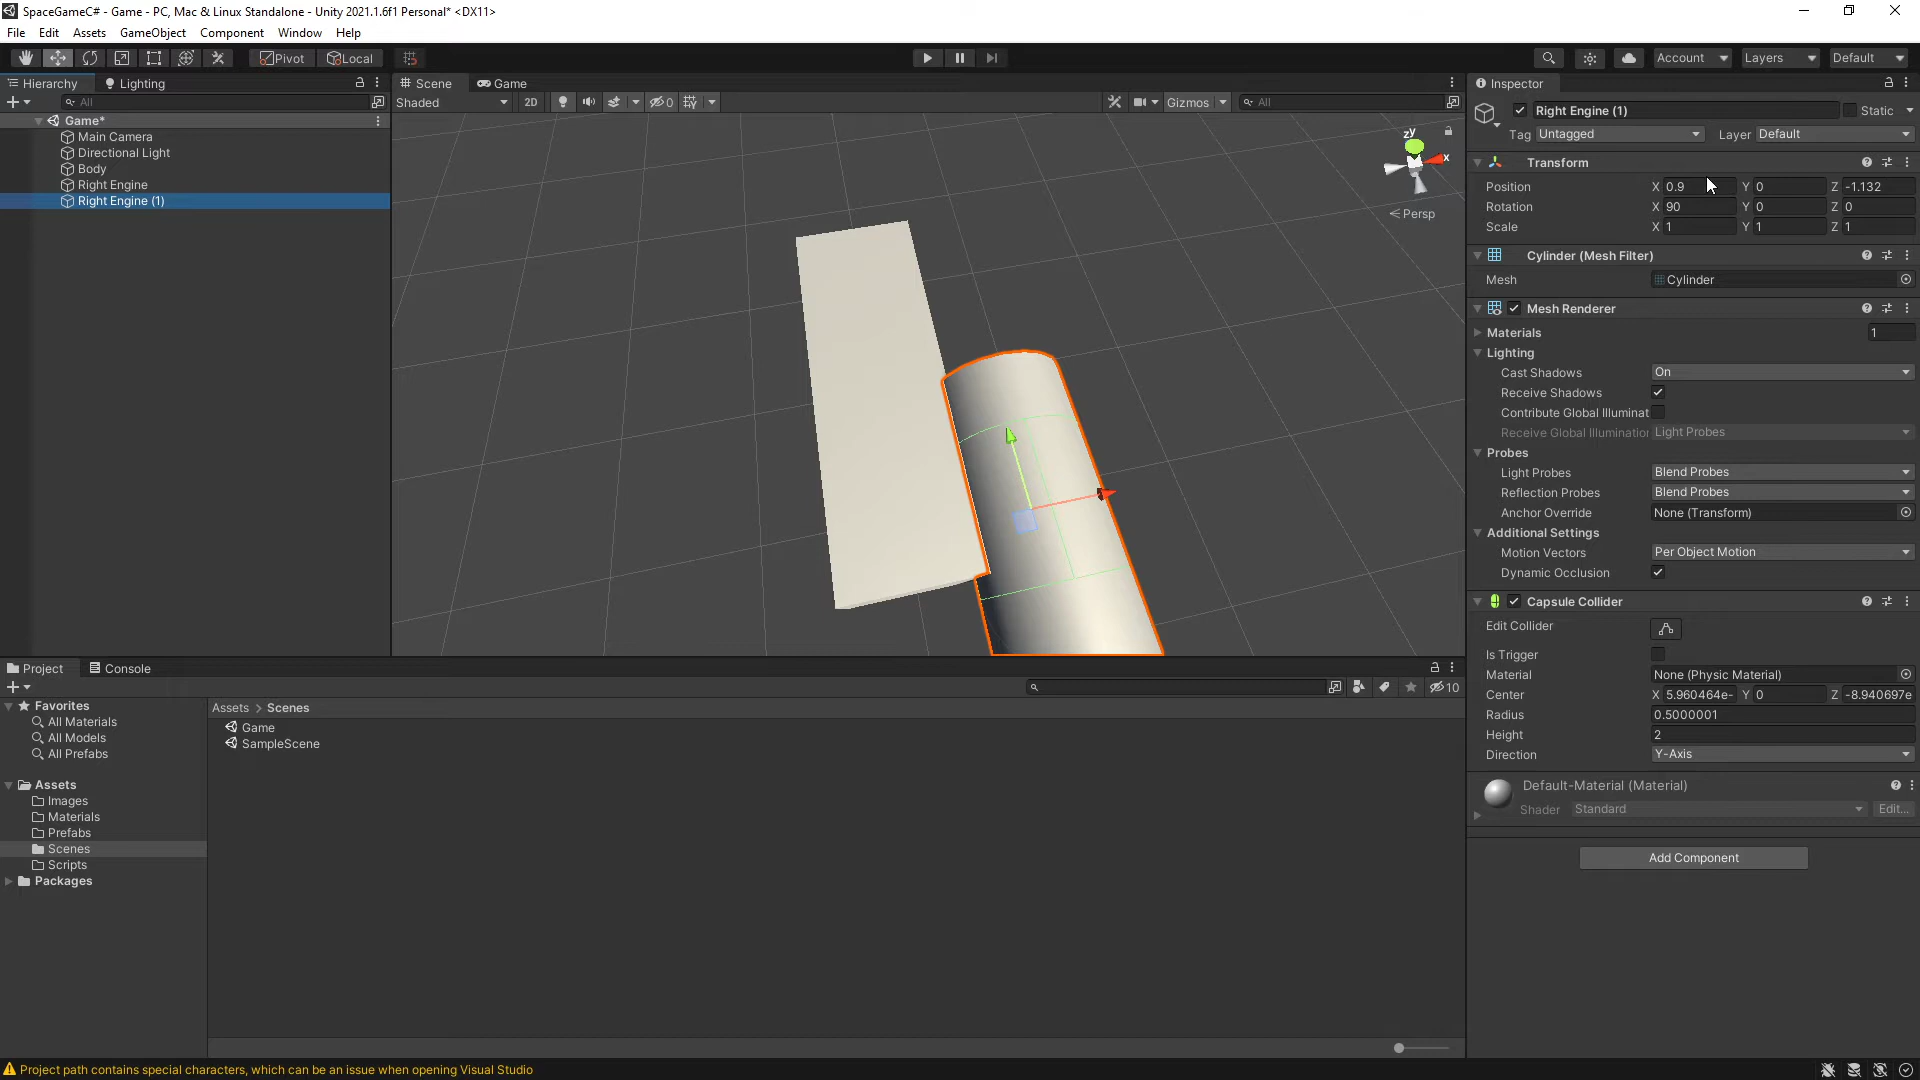 SpaceGameC# - Game - PC, Mac & Linux Standalone - Unity 2021.1.6f1 Personal* <DX11>
File Edit Assets GameObject Component Window Help
Pivot Local Account Layers Default
Hierarchy Lighting
All
Game*
Main Camera
Directional Light
Body
Right Engine
Right Engine (1)
Scene Game
Shaded 2D 0 Gizmos All
zy
x
Persp
Inspector
Right Engine (1) Static
Tag Untagged Layer Default
Transform
Position X 0.9 Y 0 Z -1.132
Rotation X 90 Y 0 Z 0
Scale X 1 Y 1 Z 1
Cylinder (Mesh Filter)
Mesh Cylinder
Mesh Renderer
Materials 1
Lighting
Cast Shadows On
Receive Shadows
Contribute Global Illuminat
Receive Global Illumination Light Probes
Probes
Light Probes Blend Probes
Reflection Probes Blend Probes
Anchor Override None (Transform)
Additional Settings
Motion Vectors Per Object Motion
Dynamic Occlusion
Capsule Collider
Edit Collider
Is Trigger
Material None (Physic Material)
Center X 5.960464e- Y 0 Z -8.940697e
Radius 0.5000001
Height 2
Direction Y-Axis
Default-Material (Material)
Shader Standard Edit...
Add Component
Project Console
10
Favorites
All Materials
All Models
All Prefabs
Assets
Images
Materials
Prefabs
Scenes
Scripts
Packages
Assets > Scenes
Game
SampleScene
Project path contains special characters, which can be an issue when opening Visual Studio